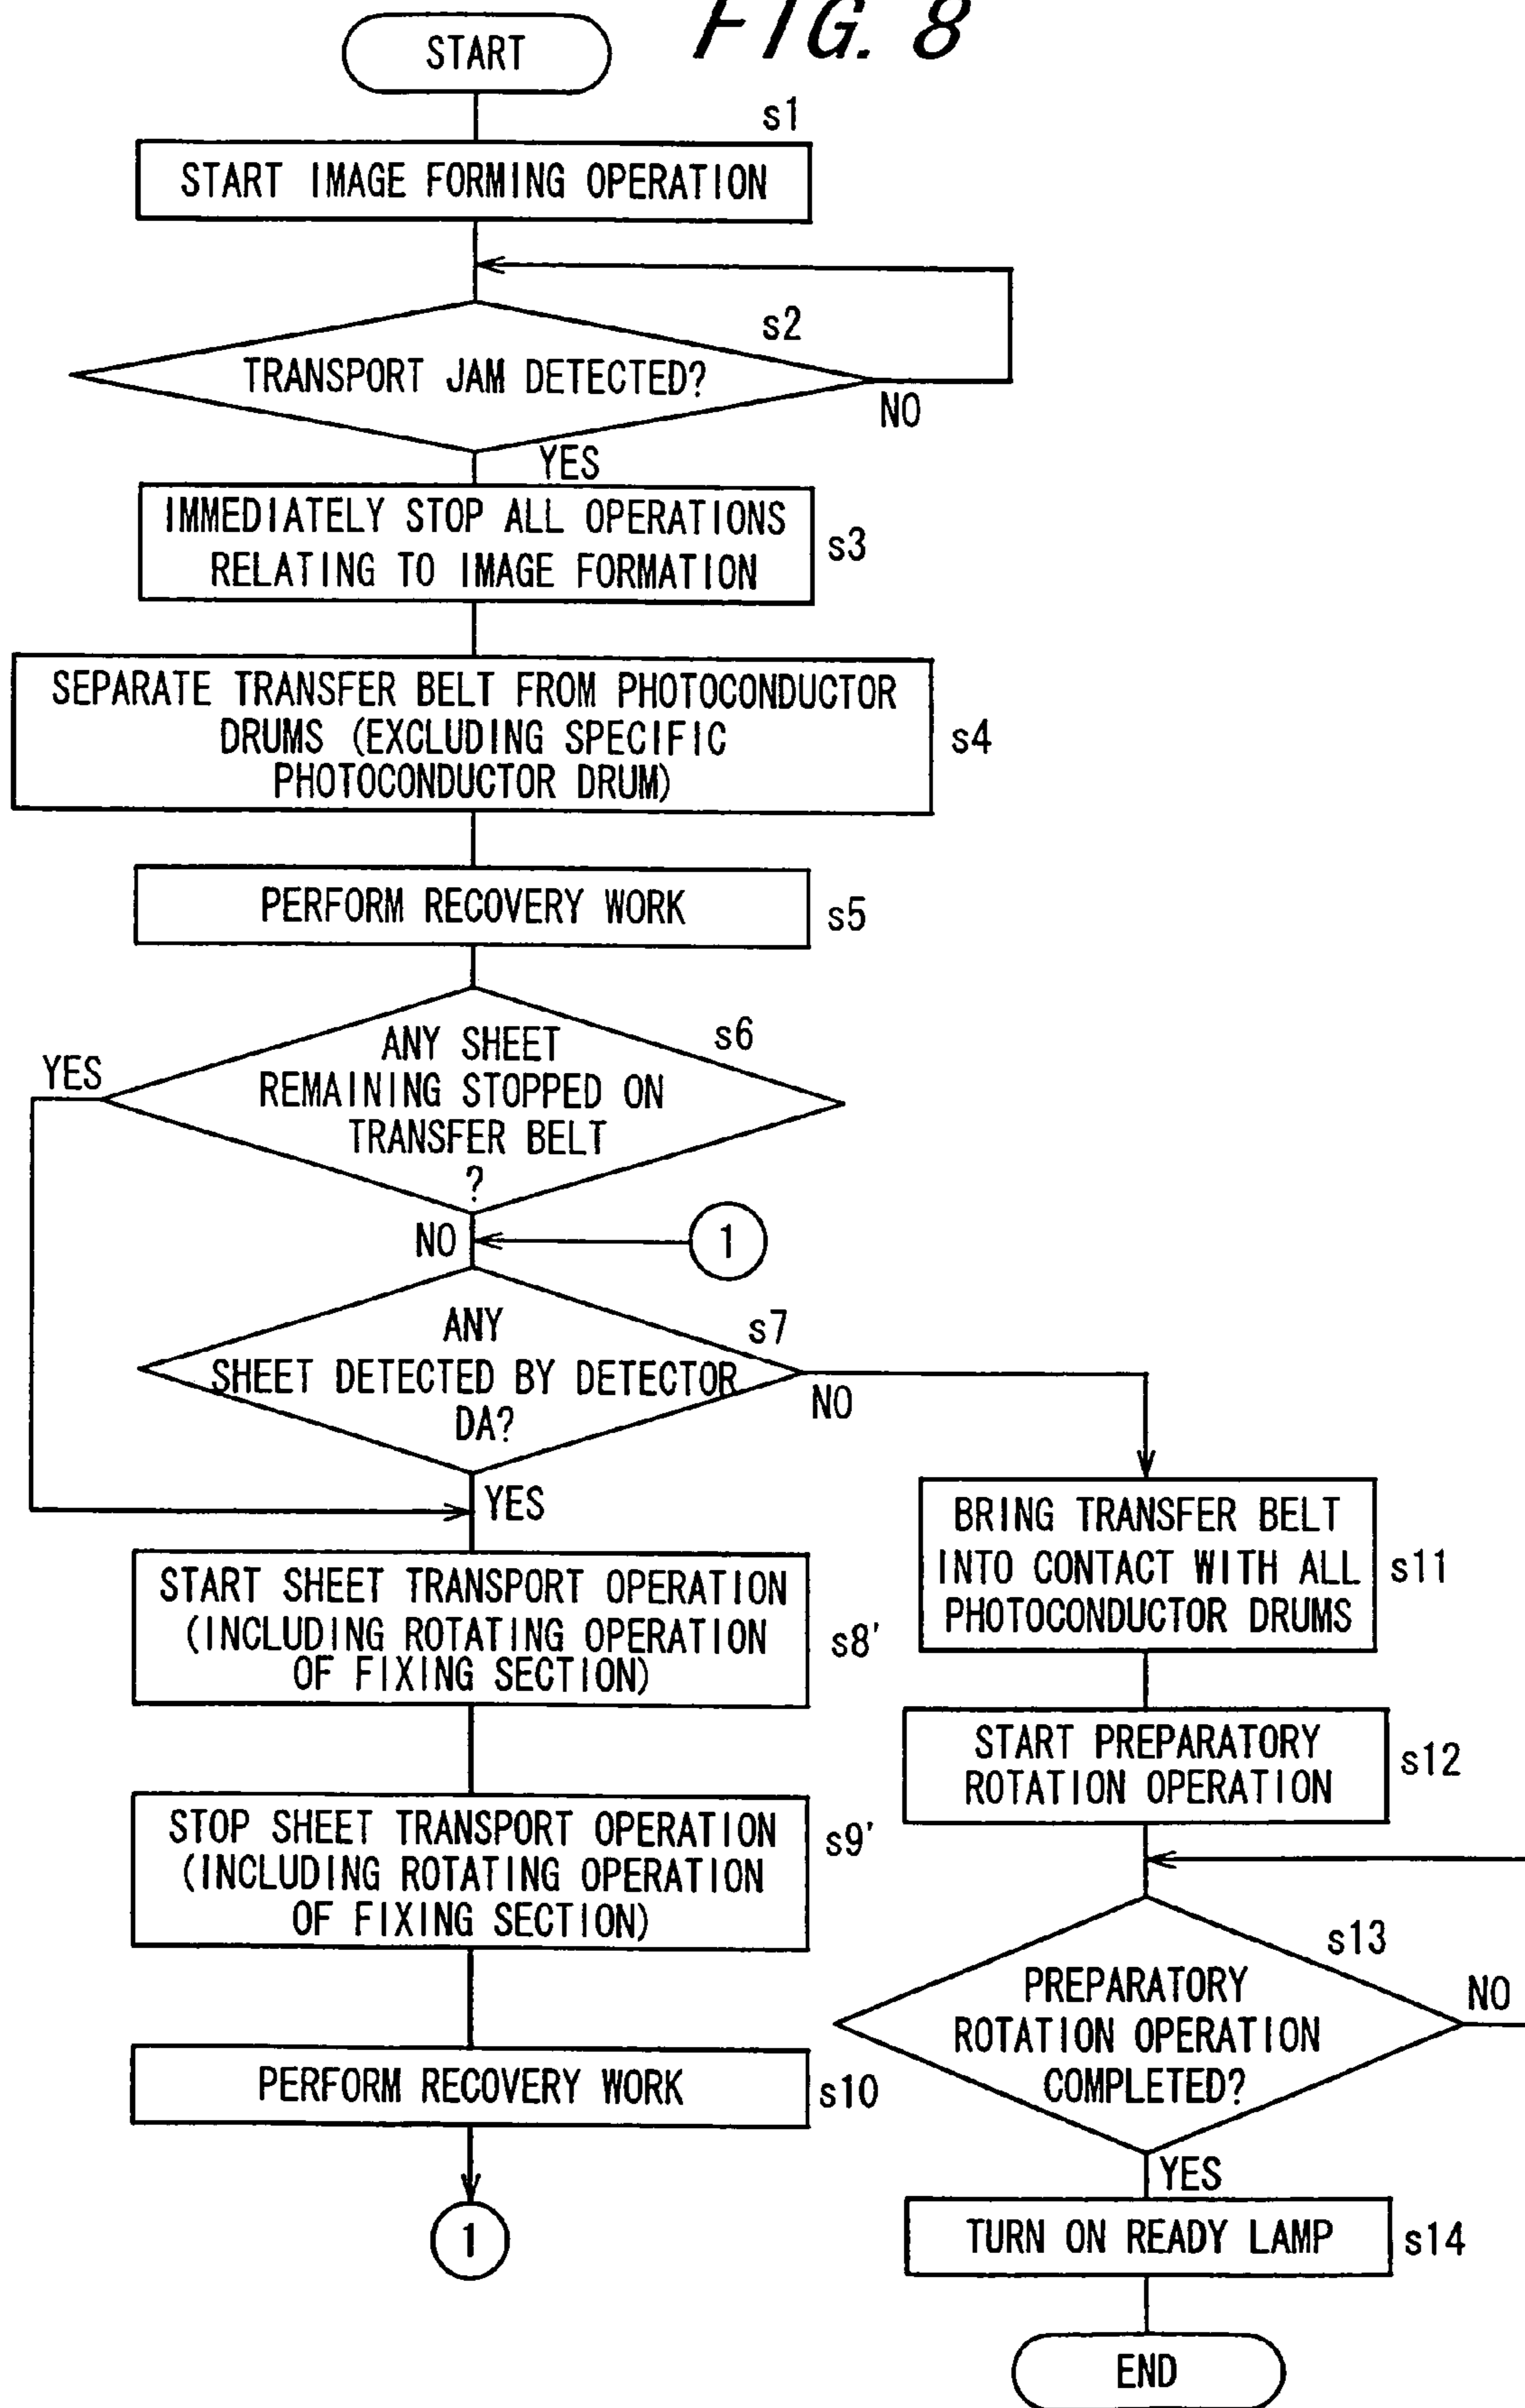 FIG. 8
START
s1
START IMAGE FORMING OPERATION
s2
TRANSPORT JAM DETECTED?
NO
YES
IMMEDIATELY STOP ALL OPERATIONS
RELATING TO IMAGE FORMATION
s3
SEPARATE TRANSFER BELT FROM PHOTOCONDUCTOR
DRUMS (EXCLUDING SPECIFIC
PHOTOCONDUCTOR DRUM)
s4
PERFORM RECOVERY WORK
s5
s6
ANY SHEET
REMAINING STOPPED ON
TRANSFER BELT
?
YES
NO
1
s7
ANY
SHEET DETECTED BY DETECTOR
DA?
NO
YES
START SHEET TRANSPORT OPERATION
(INCLUDING ROTATING OPERATION
OF FIXING SECTION)
s8'
STOP SHEET TRANSPORT OPERATION
(INCLUDING ROTATING OPERATION
OF FIXING SECTION)
s9'
PERFORM RECOVERY WORK
s10
1
BRING TRANSFER BELT
INTO CONTACT WITH ALL
PHOTOCONDUCTOR DRUMS
s11
START PREPARATORY
ROTATION OPERATION
s12
s13
PREPARATORY
ROTATION OPERATION
COMPLETED?
NO
YES
TURN ON READY LAMP
s14
END